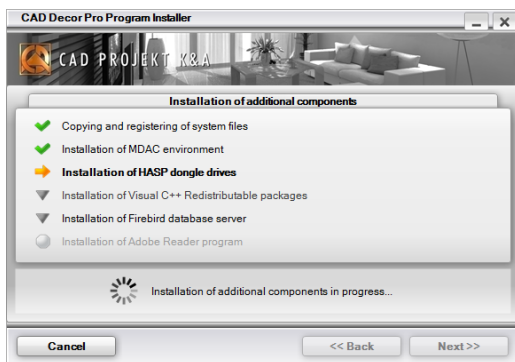 CAD Decor Pro Program Installer
CAD PROJEKT K&A
Installation of additional components
Copying and registering of system files
Installation of MDAC environment
Installation of HASP dongle drives
Installation of Visual C++ Redistributable packages
Installation of Firebird database server
Installation of Adobe Reader program
Installation of additional components in progress...
Cancel
<< Back
Next >>